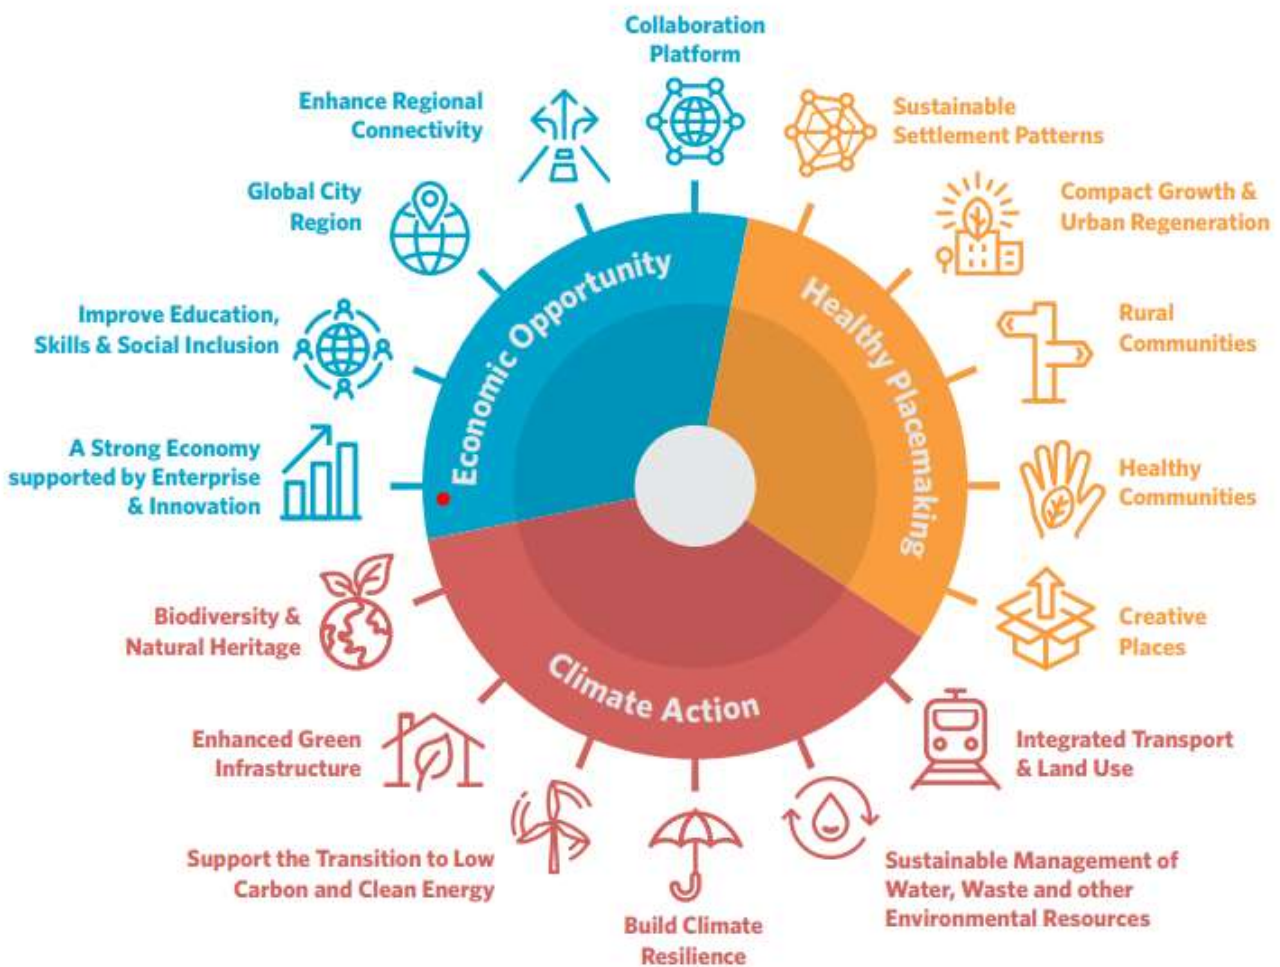 Collaboration
Platform
Enhance Regional
Connectivity
Sustainable
Settlement Patterns
Global City
Region
Compact Growth &
Urban Regeneration
Improve Education,
Skills & Social Inclusion
Rural
Communities
A Strong Economy
supported by Enterprise
& Innovation
Healthy
Communities
Biodiversity &
Natural Heritage
Creative
Places
Enhanced Green
Infrastructure
Integrated Transport
& Land Use
Support the Transition to Low
Carbon and Clean Energy
Build Climate
Resilience
Sustainable Management of
Water, Waste and other
Environmental Resources
Economic Opportunity
Healthy Placemaking
Climate Action